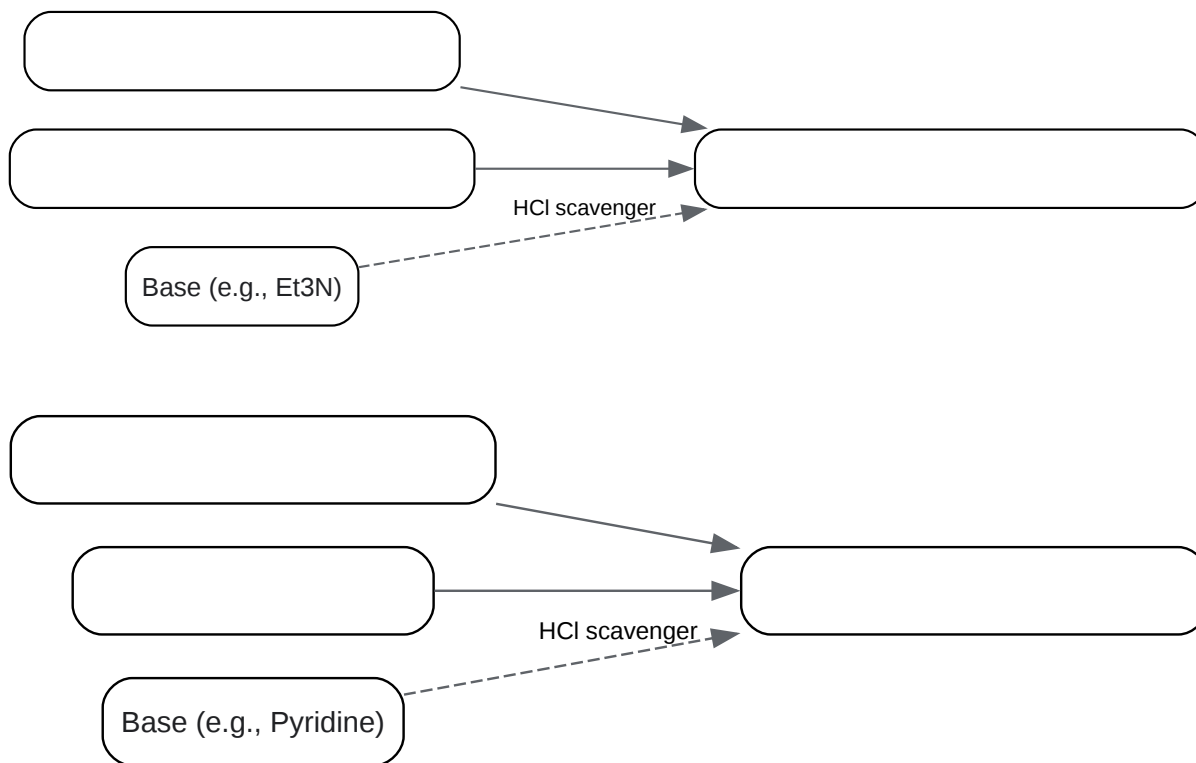 HCl scavenger
Base (e.g., Et3N)
HCl scavenger
Base (e.g., Pyridine)